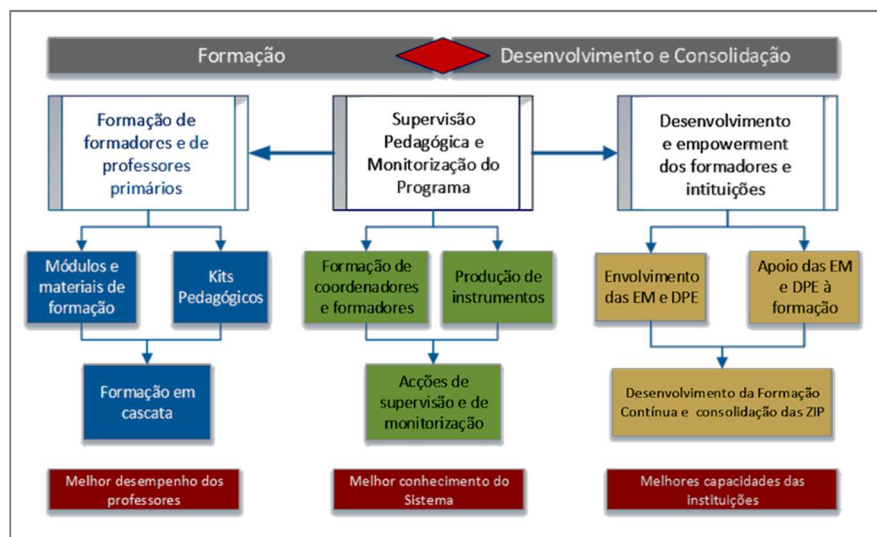 Formação
Desenvolvimento e Consolidação
Formação de
formadores e de
professores
primários
Supervisão
Pedagógica e
Monitorização do
Programa
Desenvolvimento
e empowerment
dos formadores e
intituições
Módulos e
materiais de
formação
Kits
Pedagógicos
Formação de
coordenadores
e formadores
Produção de
instrumentos
Envolvimento
das EM e DPE
Apoio das EM
e DPE à
formação
Formação em
cascata
Acções de
supervisão e de
monitorização
Desenvolvimento da Formação
Contínua e consolidação das ZIP
Melhor desempenho dos
professores
Melhor conhecimento do
Sistema
Melhores capacidades das
instituições